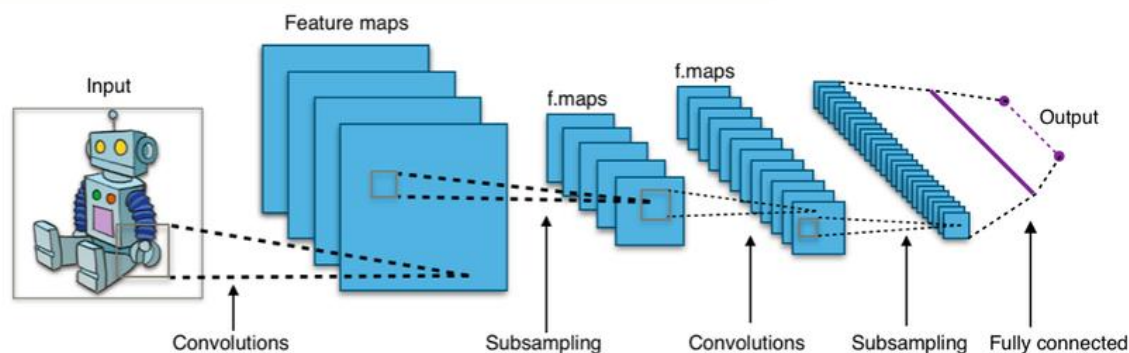 Feature maps
Input
f.maps
f.maps
Output
Convolutions
Subsampling
Convolutions
Subsampling
Fully connected